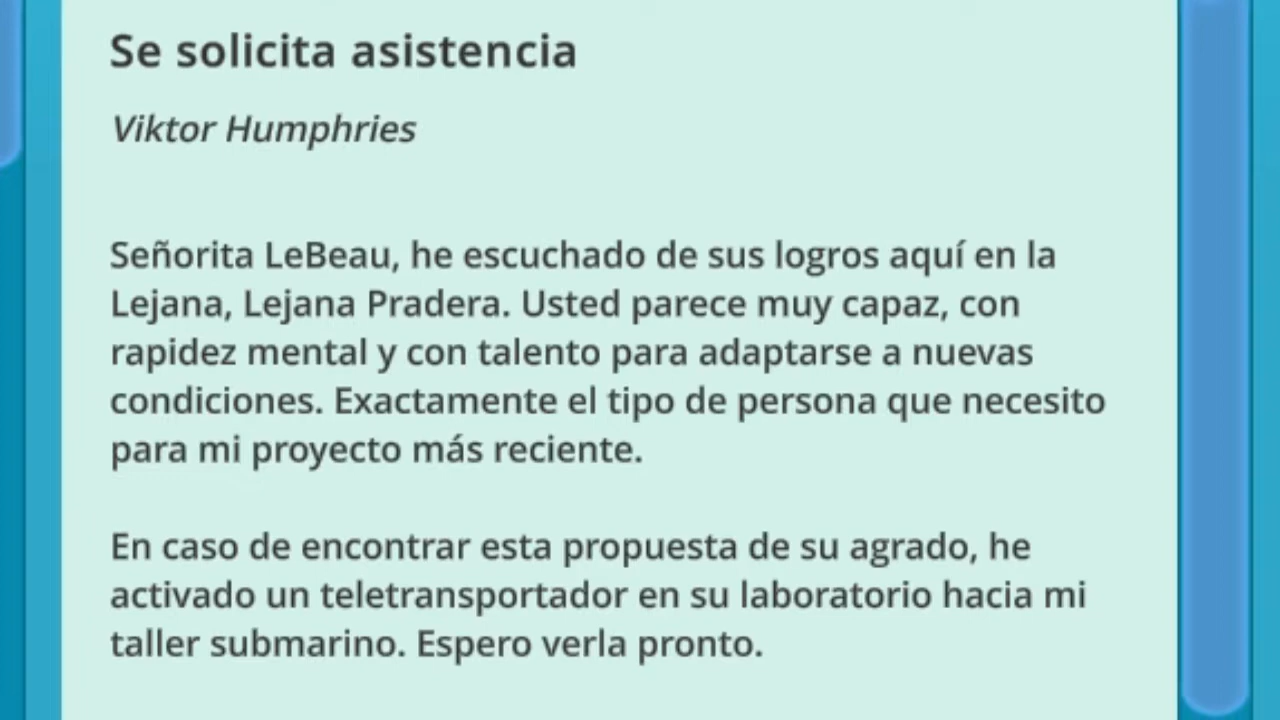 Se solicita asistencia
Viktor Humphries
Señorita LeBeau, he escuchado de sus logros aquí en la
Lejana, Lejana Pradera. Usted parece muy capaz, con
rapidez mental y con talento para adaptarse a nuevas
condiciones. Exactamente el tipo de persona que necesito
para mi proyecto más reciente.
En caso de encontrar esta propuesta de su agrado, he
activado un teletransportador en su laboratorio hacia mi
taller submarino. Espero verla pronto.